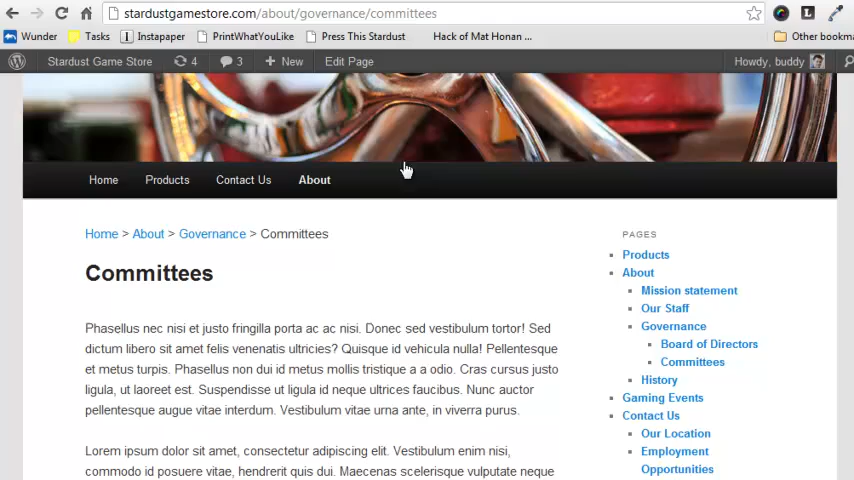 stardustgamestore.com/about/governance/committees
Wunder Tasks Instapaper PrintWhatYouLike Press This Stardust Hack of Mat Honan ... Other bookma
Stardust Game Store 4 3 + New Edit Page Howdy, buddy
Home Products Contact Us About
Home > About > Governance > Committees
Committees
Phasellus nec nisi et justo fringilla porta ac ac nisi. Donec sed vestibulum tortor! Sed
dictum libero sit amet felis venenatis ultricies? Quisque id vehicula nulla! Pellentesque
et metus turpis. Phasellus non dui id metus mollis tristique a a odio. Cras cursus justo
ligula, ut laoreet est. Suspendisse ut ligula id neque ultrices faucibus. Nunc auctor
pellentesque augue vitae interdum. Vestibulum vitae urna ante, in viverra purus.
Lorem ipsum dolor sit amet, consectetur adipiscing elit. Vestibulum enim nisi,
commodo id posuere vitae, hendrerit quis dui. Maecenas scelerisque vulputate neque
PAGES
Products
About
Mission statement
Our Staff
Governance
Board of Directors
Committees
History
Gaming Events
Contact Us
Our Location
Employment
Opportunities